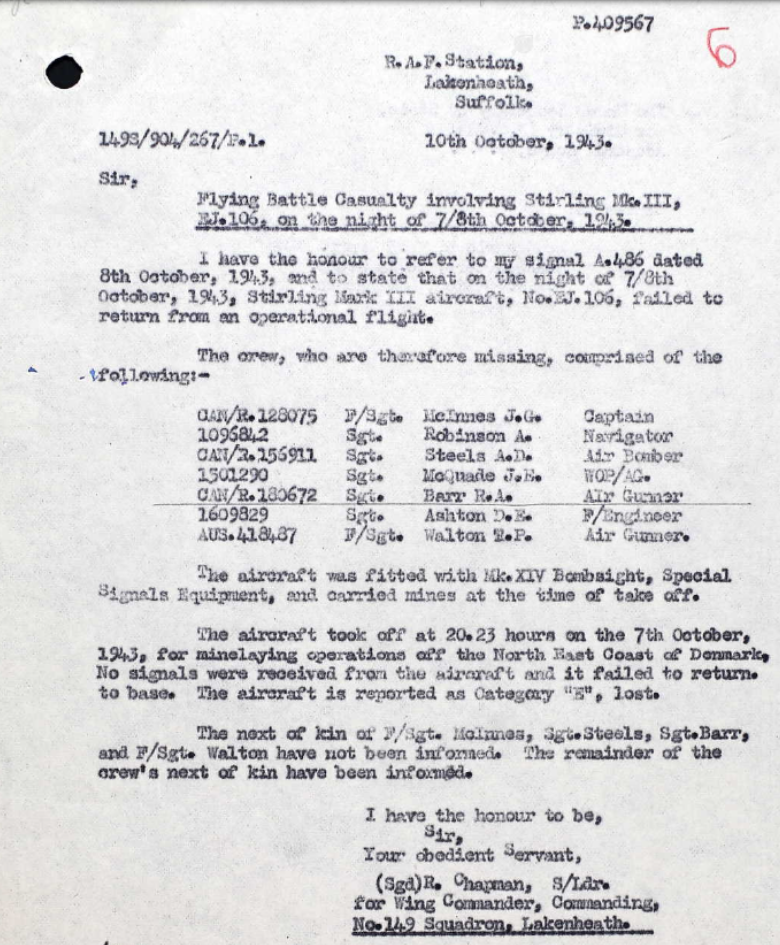 P.409567
6
R.A.F. Station,
Lakenheath,
Suffolk.
1498/904/267/P.1.
10th October, 1943.
Sir,
Flying Battle Casualty involving Stirling Mk.III,
EJ.106, on the night of 7/8th October, 1943.
I have the honour to refer to my signal A.486 dated
8th October, 1943, and to state that on the night of 7/8th
October, 1943, Stirling Mark III aircraft, No.EJ.106, failed to
return from an operational flight.
The crew, who are therefore missing, comprised of the
following:-
CAN/R.128075 F/Sgt. McInnes J.G. Captain
1096842 Sgt. Robinson A. Navigator
CAN/R.156911 Sgt. Steels A.D. Air Bomber
1501290 Sgt. McQuade J.E. WOP/AG.
CAN/R.180672 Sgt. Barr R.A. AIr Gunner
1609829 Sgt. Ashton D.E. F/Engineer
AUS.418487 F/Sgt. Walton P. Air Gunner.
The aircraft was fitted with Mk.XIV Bombsight, Special
Signals Equipment, and carried mines at the time of take off.
The aircraft took off at 20.23 hours on the 7th October,
1943, for minelaying operations off the North East Coast of Denmark.
No signals were received from the aircraft and it failed to return.
to base. The aircraft is reported as Category "E", lost.
The next of kin of F/Sgt. McInnes, Sgt.Steels, Sgt.Barr,
and F/Sgt. Walton have not been informed. The remainder of the
crew's next of kin have been informed.
I have the honour to be,
Sir,
Your obedient Servant,
(Sgd)R. Chapman, S/Ldr.
for Wing Commander, Commanding,
No.149 Squadron, Lakenheath.